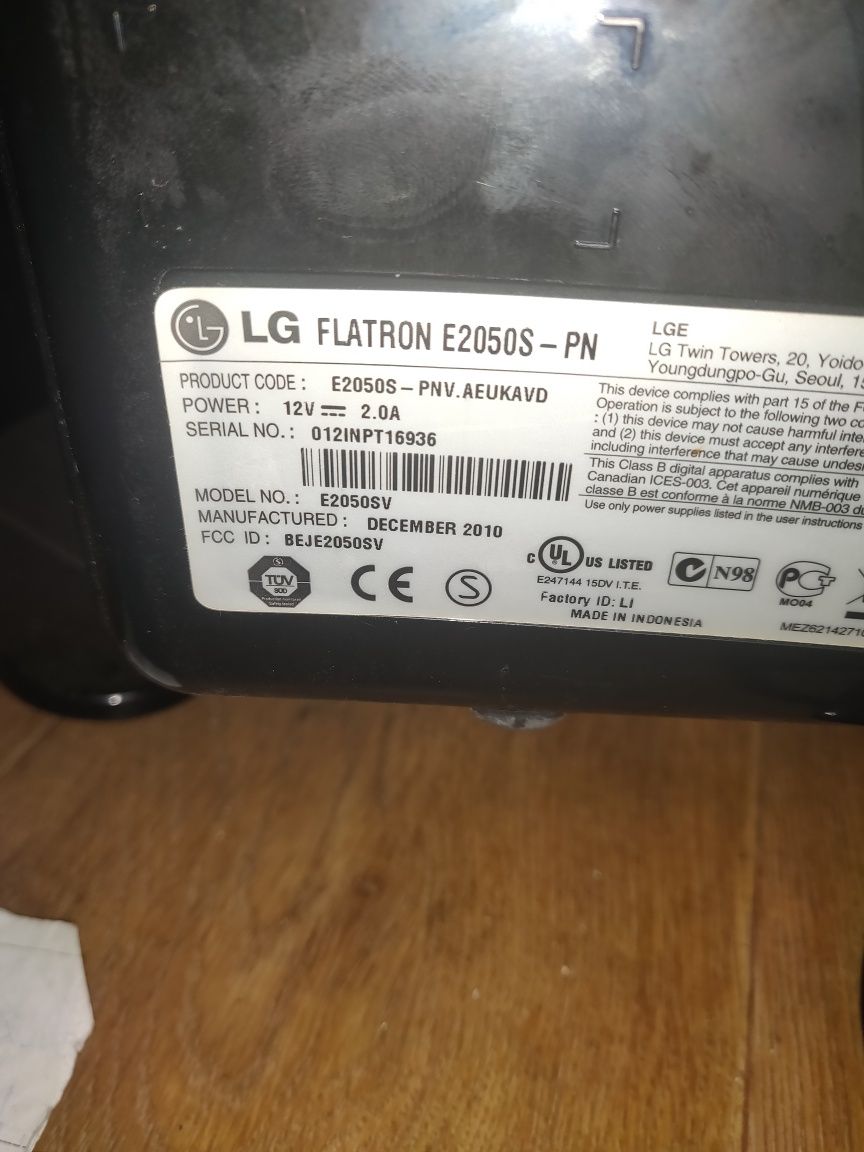 LG FLATRON E2050S-PN
PRODUCT CODE: E2050S-PNV.AEUKAVD
POWER: 12V 2.0A
SERIAL NO.: 012INPT16936
MODEL NO.: E2050SV
MANUFACTURED: DECEMBER 2010
FCC ID: BEJE2050SV
TÜV
SÜD
CE
S
LGE
LG Twin Towers, 20, Yoido-
Youngdungpo-Gu, Seoul, 15
This device complies with part 15 of the
Operation is subject to the following two
: (1) this device may not cause harmful
and (2) this device must accept any
including interference that may cause
This Class B digital apparatus complies with
Canadian ICES-003. Cet appareil numérique
classe B est conforme à la norme NMB-003 du
Use only power supplies listed in the user instructions
C UL US LISTED
E247144 15DV I.T.E.
Factory ID: LI
MADE IN INDONESIA
N98
MO04
MEZ6214271